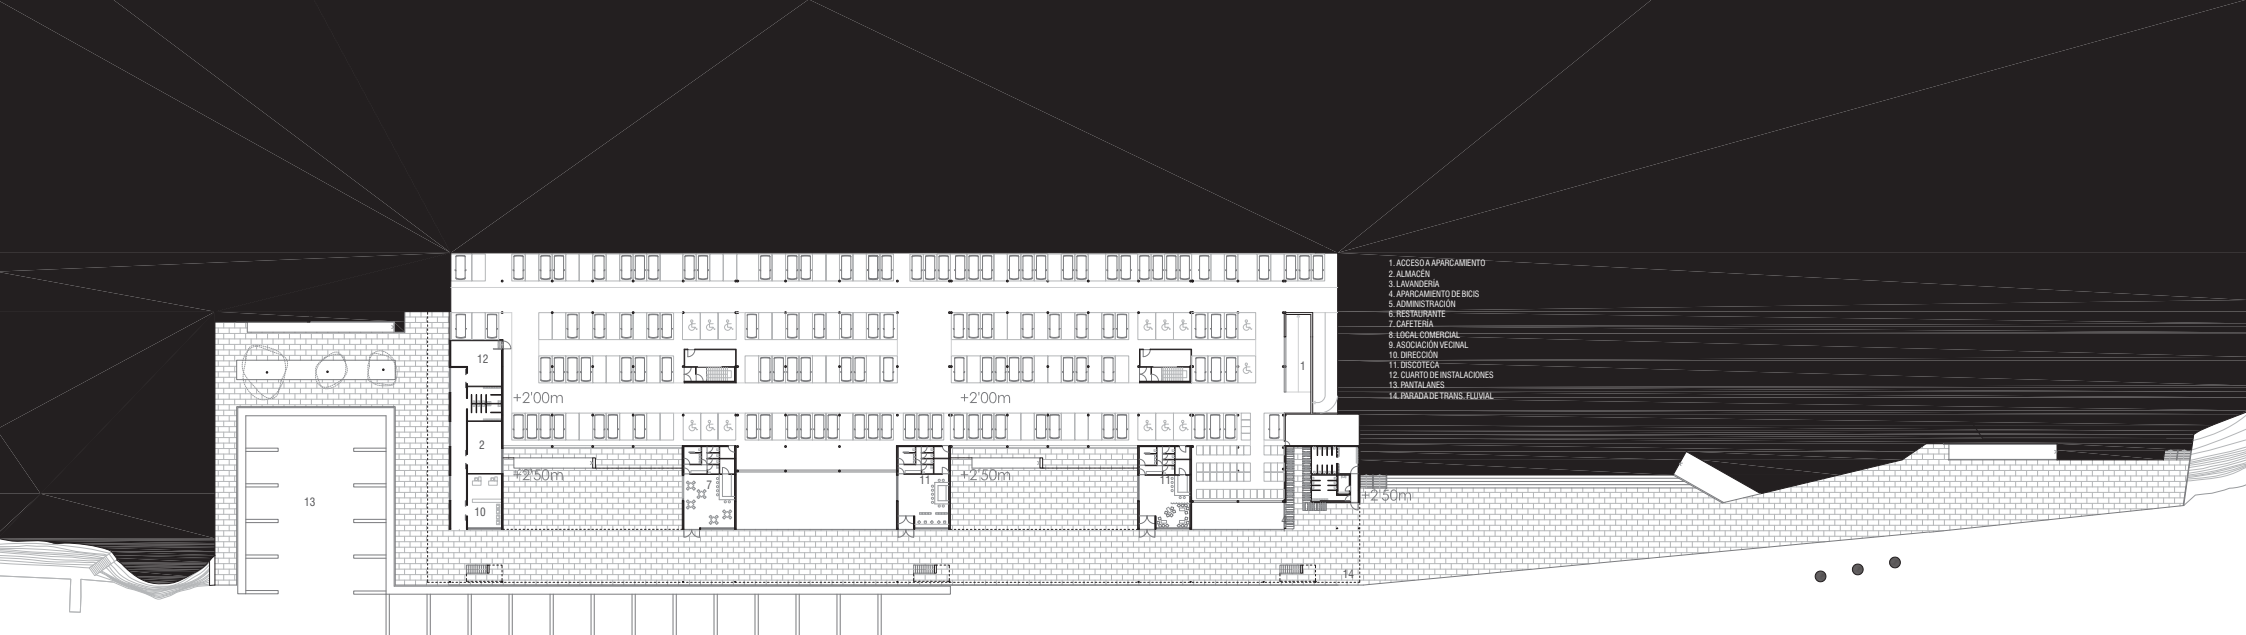 1. ACCESO A APARCAMIENTO
2. ALMACÉN
3. LAVANDERÍA
4. APARCAMIENTO DE BICIS
5. ADMINISTRACIÓN
6. RESTAURANTE
7. CAFETERÍA
8. LOCAL COMERCIAL
9. ASOCIACIÓN VECINAL
10. DIRECCIÓN
11. DISCOTECA
12. CUARTO DE INSTALACIONES
13. PANTALANES
14. PARADA DE TRANS. FLUVIAL
12
1
+2'00m
+2'00m
2
+2'50m
7
11
+2'50m
11
+2'50m
13
10
14